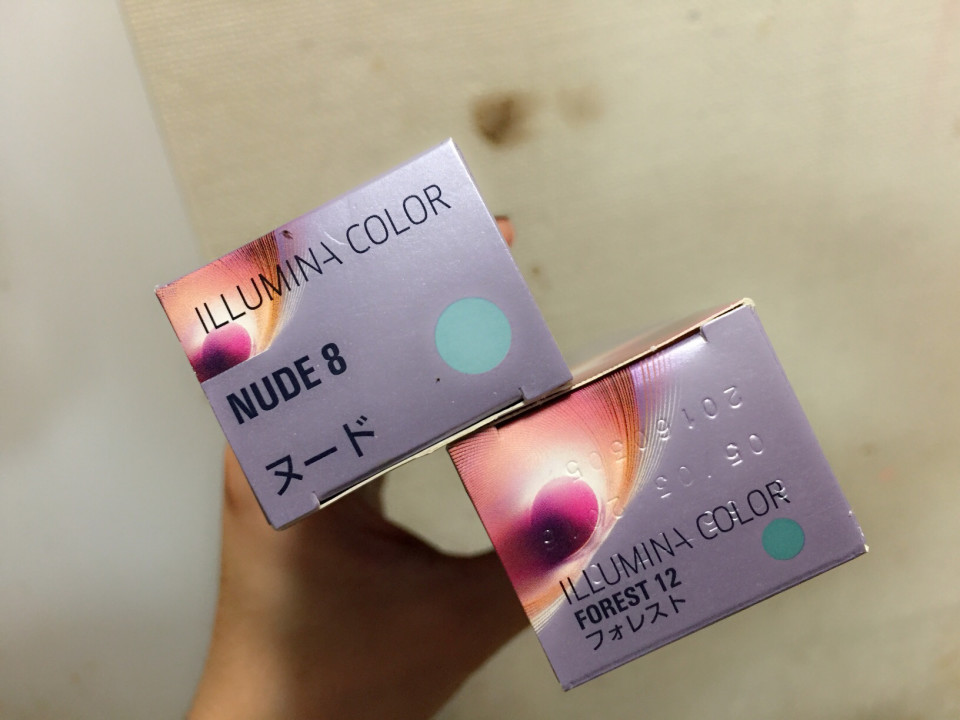 ILLUMINA COLOR
NUDE 8
ヌード
ILLUMINA COLOR
FOREST 12
フォレスト